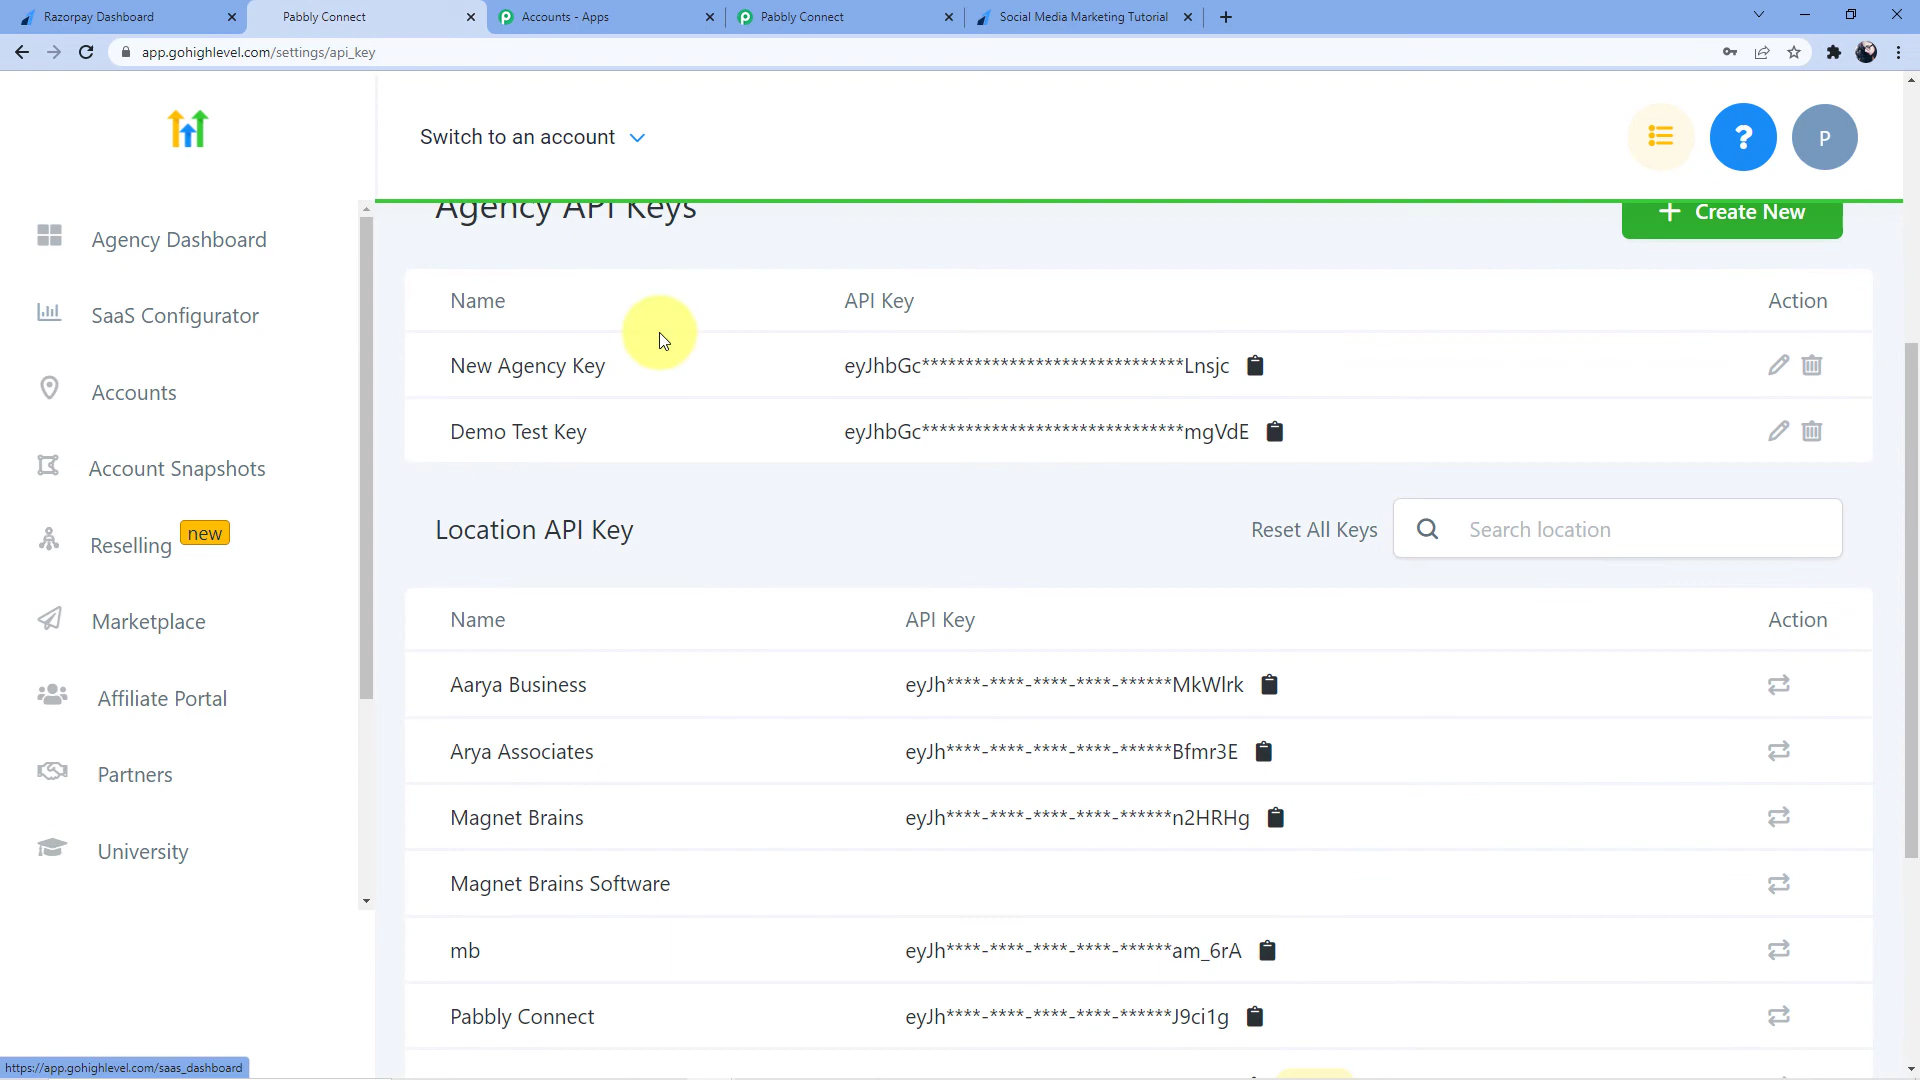 Razorpay Dashboard
Pabbly Connect
Accounts - Apps
Pabbly Connect
Social Media Marketing Tutorial
app.gohighlevel.com/settings/api_key
Switch to an account
?
P
Agency Dashboard
SaaS Configurator
Accounts
Account Snapshots
Reselling new
Marketplace
Affiliate Portal
Partners
University
Agency API Keys
+ Create New
Name API Key Action
New Agency Key eyJhbGc******************************Lnsjc
Demo Test Key eyJhbGc******************************mgVdE
Location API Key Reset All Keys Search location
Name API Key Action
Aarya Business eyJh****-****-****-****-******MkWlrk
Arya Associates eyJh****-****-****-****-******Bfmr3E
Magnet Brains eyJh****-****-****-****-******n2HRHg
Magnet Brains Software
mb eyJh****-****-****-****-******am_6rA
Pabbly Connect eyJh****-****-****-****-******J9ci1g
https://app.gohighlevel.com/saas_dashboard